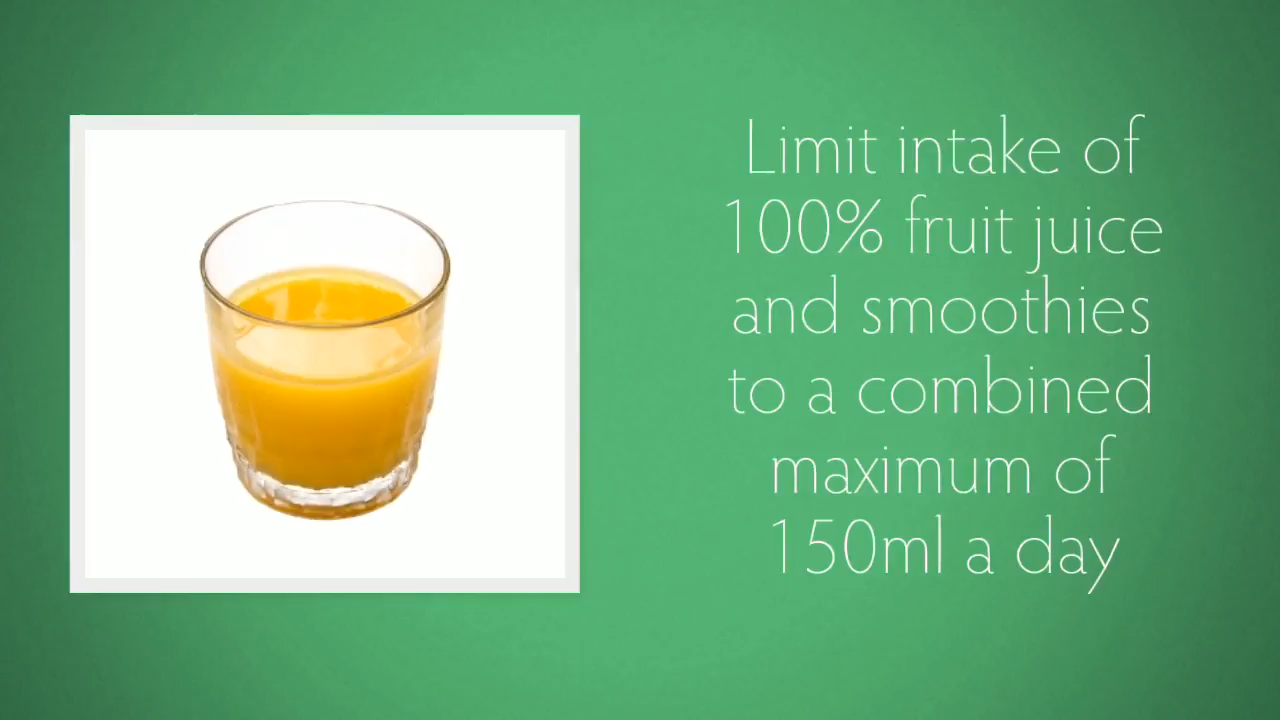 Limit intake of
100% fruit juice
and smoothies
to a combined
maximum of
150ml a day